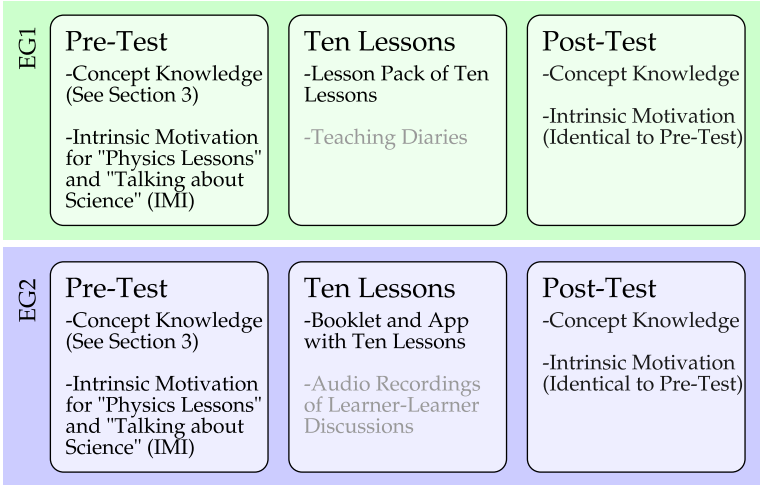 EG1
Pre-Test
-Concept Knowledge
(See Section 3)
-Intrinsic Motivation
for "Physics Lessons"
and "Talking about
Science" (IMI)
Ten Lessons
-Lesson Pack of Ten
Lessons
-Teaching Diaries
Post-Test
-Concept Knowledge
-Intrinsic Motivation
(Identical to Pre-Test)
EG2
Pre-Test
-Concept Knowledge
(See Section 3)
-Intrinsic Motivation
for "Physics Lessons"
and "Talking about
Science" (IMI)
Ten Lessons
-Booklet and App
with Ten Lessons
-Audio Recordings
of Learner-Learner
Discussions
Post-Test
-Concept Knowledge
-Intrinsic Motivation
(Identical to Pre-Test)